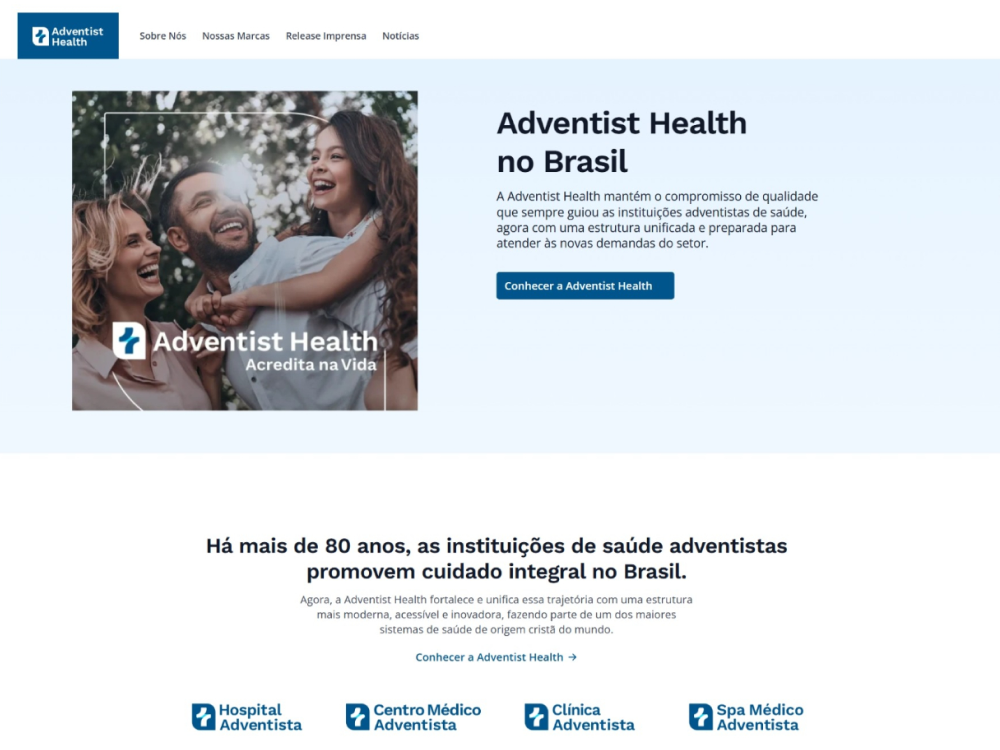 Adventist
Health
Sobre Nós
Nossas Marcas
Release Imprensa
Notícias
Adventist Health
Acredita na Vida
Adventist Health
no Brasil
A Adventist Health mantém o compromisso de qualidade
que sempre guiou as instituições adventistas de saúde,
agora com uma estrutura unificada e preparada para
atender às novas demandas do setor.
Conhecer a Adventist Health
Há mais de 80 anos, as instituições de saúde adventistas
promovem cuidado integral no Brasil.
Agora, a Adventist Health fortalece e unifica essa trajetória com uma estrutura
mais moderna, acessível e inovadora, fazendo parte de um dos maiores
sistemas de saúde de origem cristã do mundo.
Conhecer a Adventist Health →
Hospital
Adventista
Centro Médico
Adventista
Clínica
Adventista
Spa Médico
Adventista